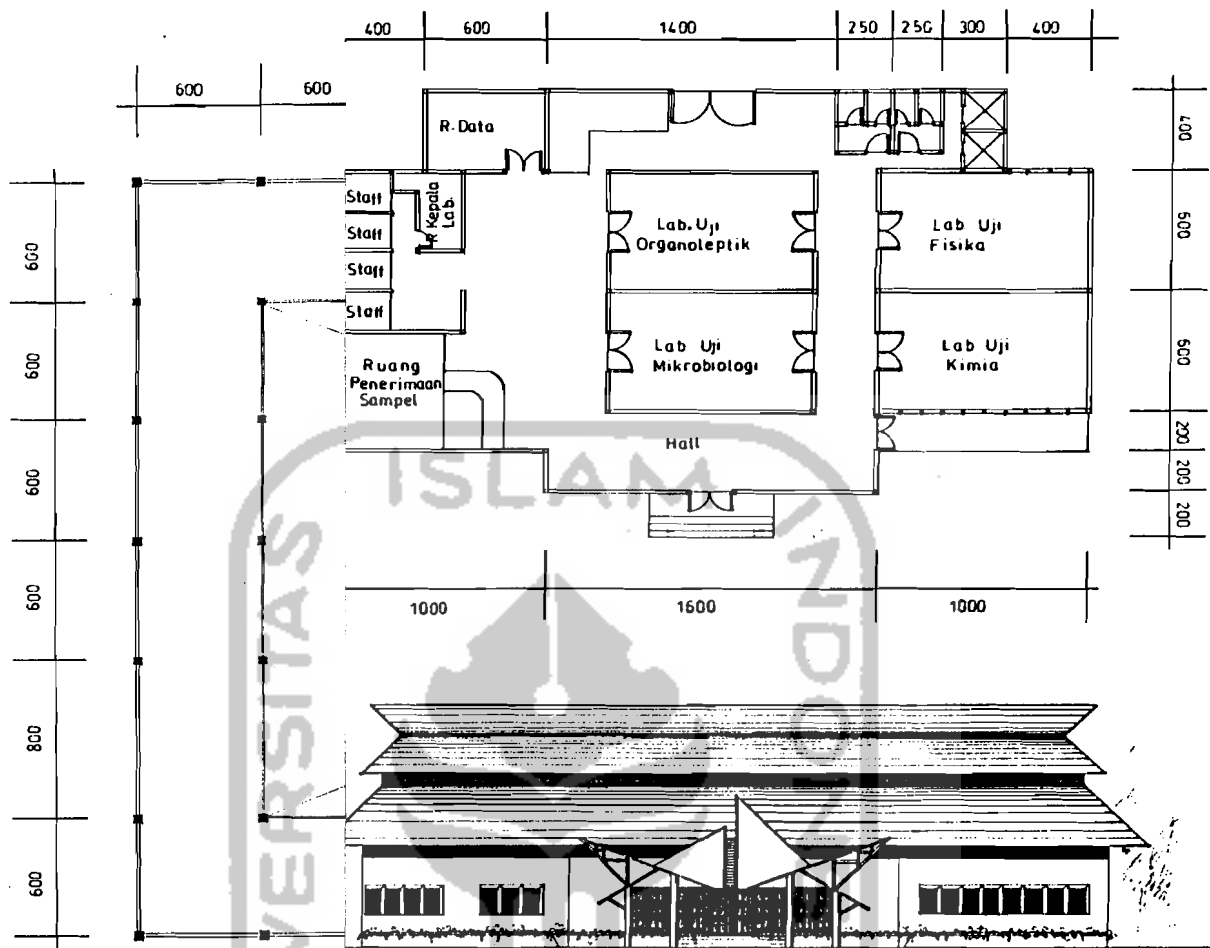 400 600 1400 250 250 300 400
600 600
R.Data
400
Staff
R Kepala
Lab.
Staff
Staff
Staff
Lab. Uji
Organoleptik
Lab Uji
Fisika
600
600
Ruang
Penerimaan
Sampel
Lab Uji
Mikrobiologi
Lab Uji
Kimia
600
600
Hall
200
200
200
600
600
1000 1600 1000
800
600
ISLAM